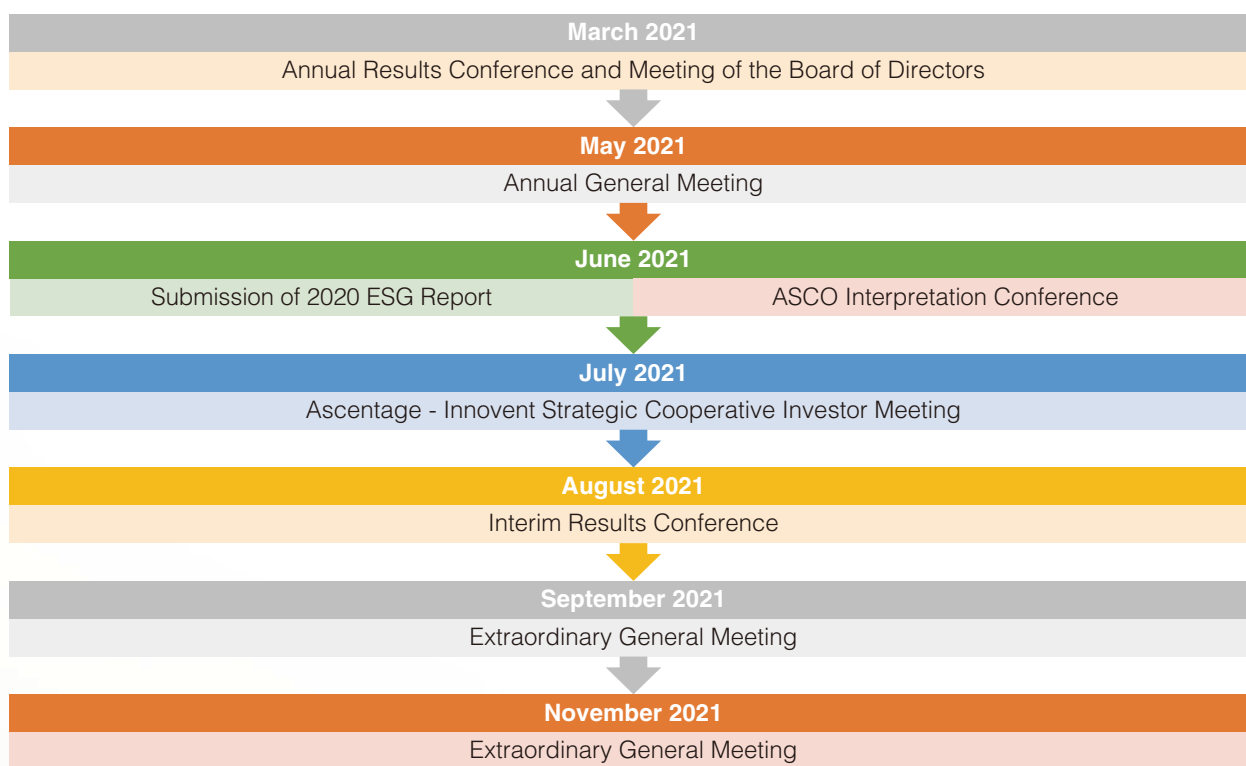 March 2021
Annual Results Conference and Meeting of the Board of Directors
May 2021
Annual General Meeting
June 2021
Submission of 2020 ESG Report
ASCO Interpretation Conference
July 2021
Ascentage - Innovent Strategic Cooperative Investor Meeting
August 2021
Interim Results Conference
September 2021
Extraordinary General Meeting
November 2021
Extraordinary General Meeting